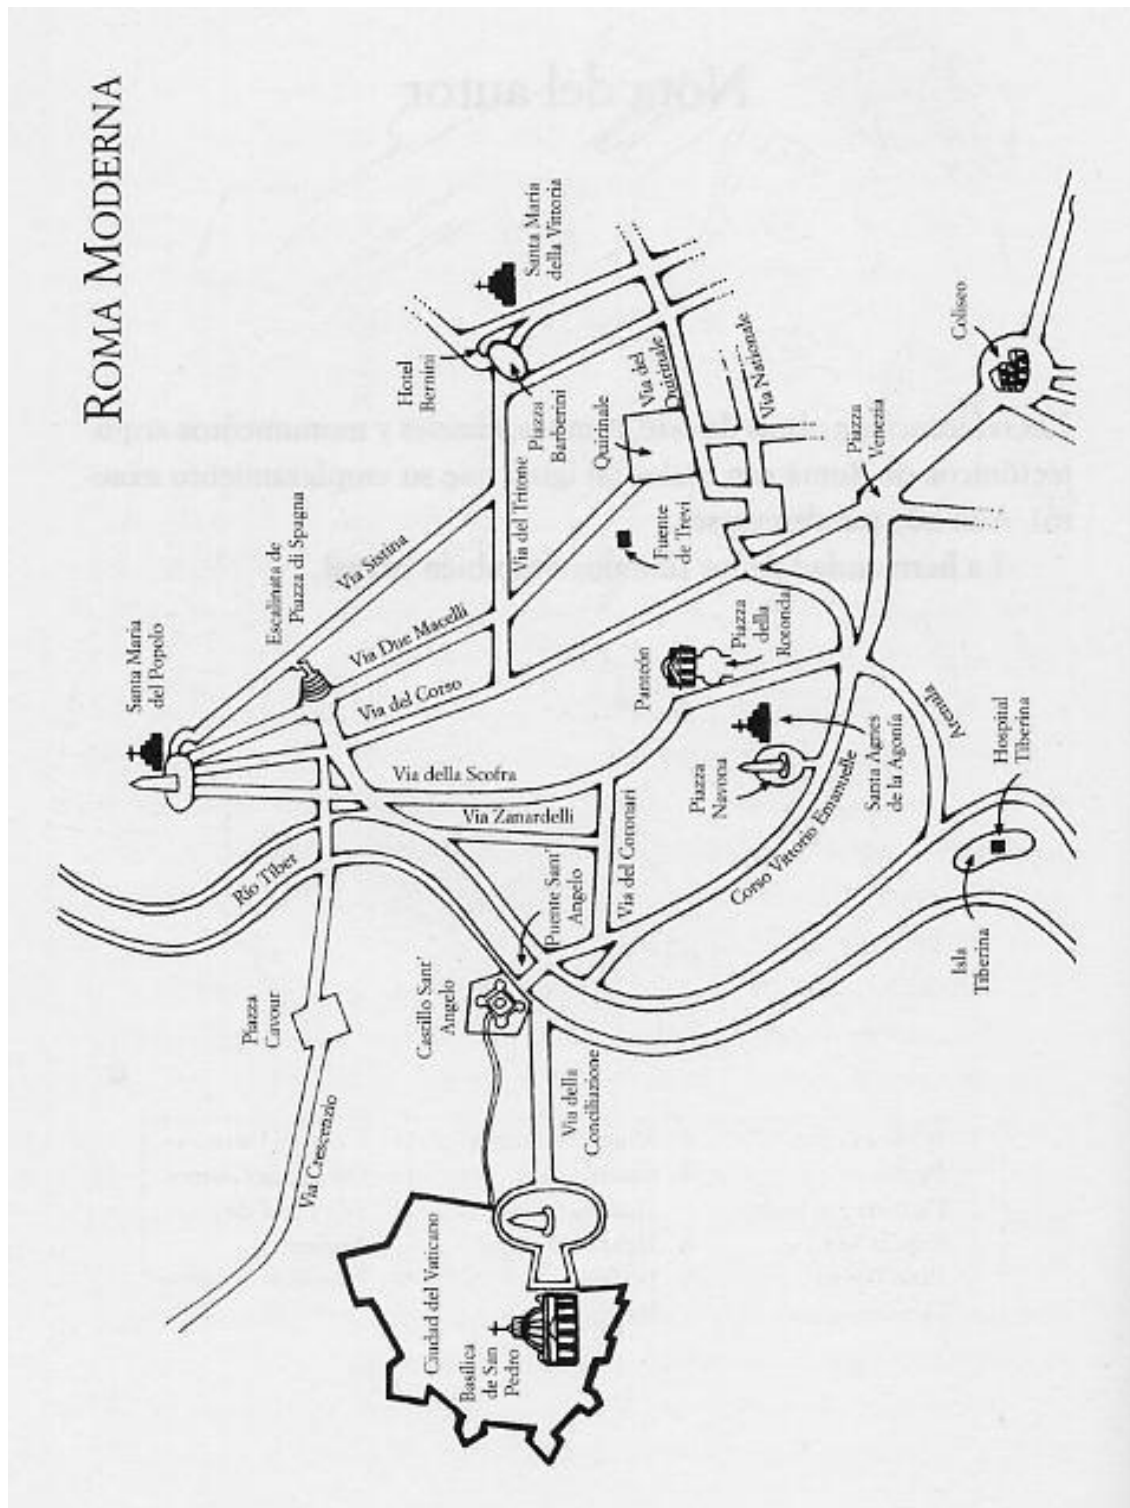 ROMA MODERNA
Santa Maria
del Popolo
Río Tíber
Piazza
Cavour
Via Crescenzio
Escalinata de
Piazza di Spagna
Via Sistina
Via Due Macelli
Via del Corso
Via della Scofra
Hotel
Bernini
Castillo Sant'
Angelo
Ciudad del Vaticano
Basílica
de San
Pedro
Via Zanardelli
Via del Tritone
Santa Maria
della Vittoria
Piazza
Barberini
Puente Sant'
Angelo
Via della
Conciliazione
Quirinale
Via del
Quirinale
Via del Coronari
Panteón
Fuente
de Trevi
Via Nationale
Piazza
della
Rotonda
Piazza
Navona
Corso Vittorio Emanuelle
Santa Agnes
de la Agonía
Piazza
Venezia
Arenula
Coliseo
Isla
Tiberina
Hospital
Tiberina